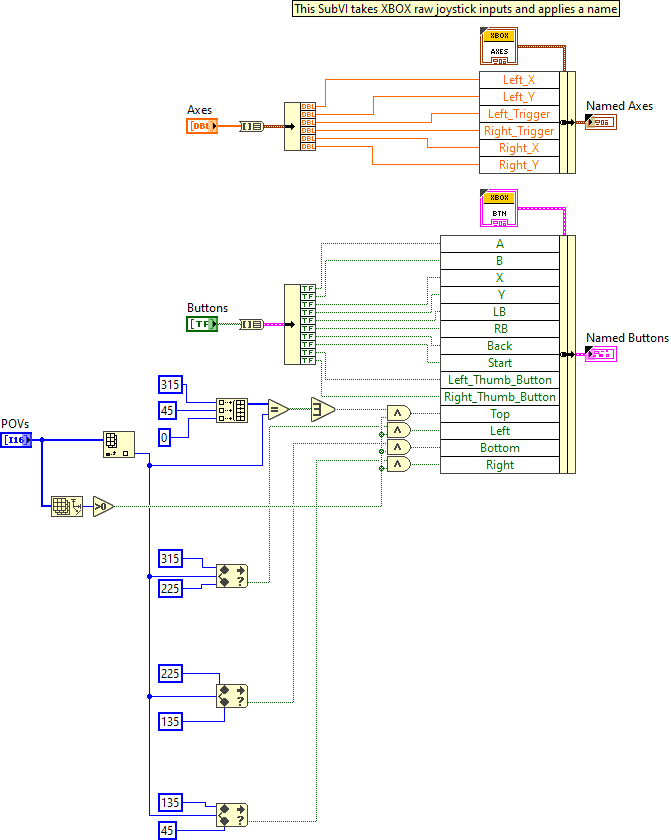 This SubVI takes XBOX raw joystick inputs and applies a name
XBOX
AXES
Axes
DBL
DBL
DBL
DBL
DBL
DBL
DBL
Left_X
Left_Y
Left_Trigger
Right_Trigger
Right_X
Right_Y
Named Axes
XBOX
BTN
Buttons
TF
TF
TF
TF
TF
TF
TF
TF
TF
TF
TF
A
B
X
Y
LB
RB
Back
Start
Left_Thumb_Button
Right_Thumb_Button
Top
Left
Bottom
Right
Named Buttons
POVs
I16
315
45
0
=
>0
315
225
?
225
135
?
135
45
?